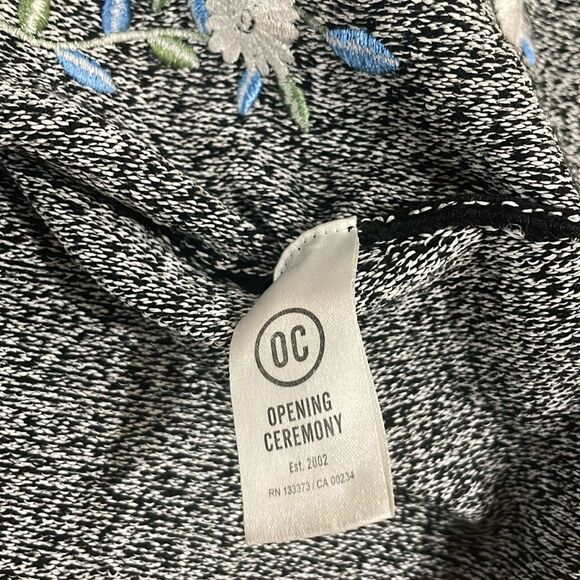 OC
OPENING
CEREMONY
Est. 2002
RN 133373 / CA 00234